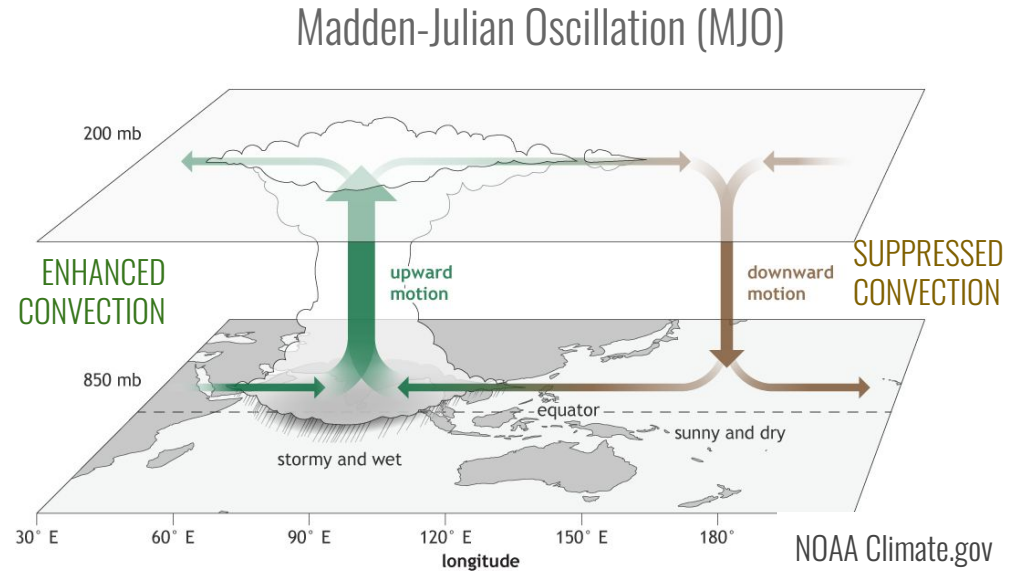 Madden-Julian Oscillation (MJO)
200 mb
ENHANCED
CONVECTION
upward
motion
downward
motion
SUPPRESSED
CONVECTION
850 mb
equator
sunny and dry
stormy and wet
30° E
60° E
90° E
120° E
150° E
180°
longitude
NOAA Climate.gov